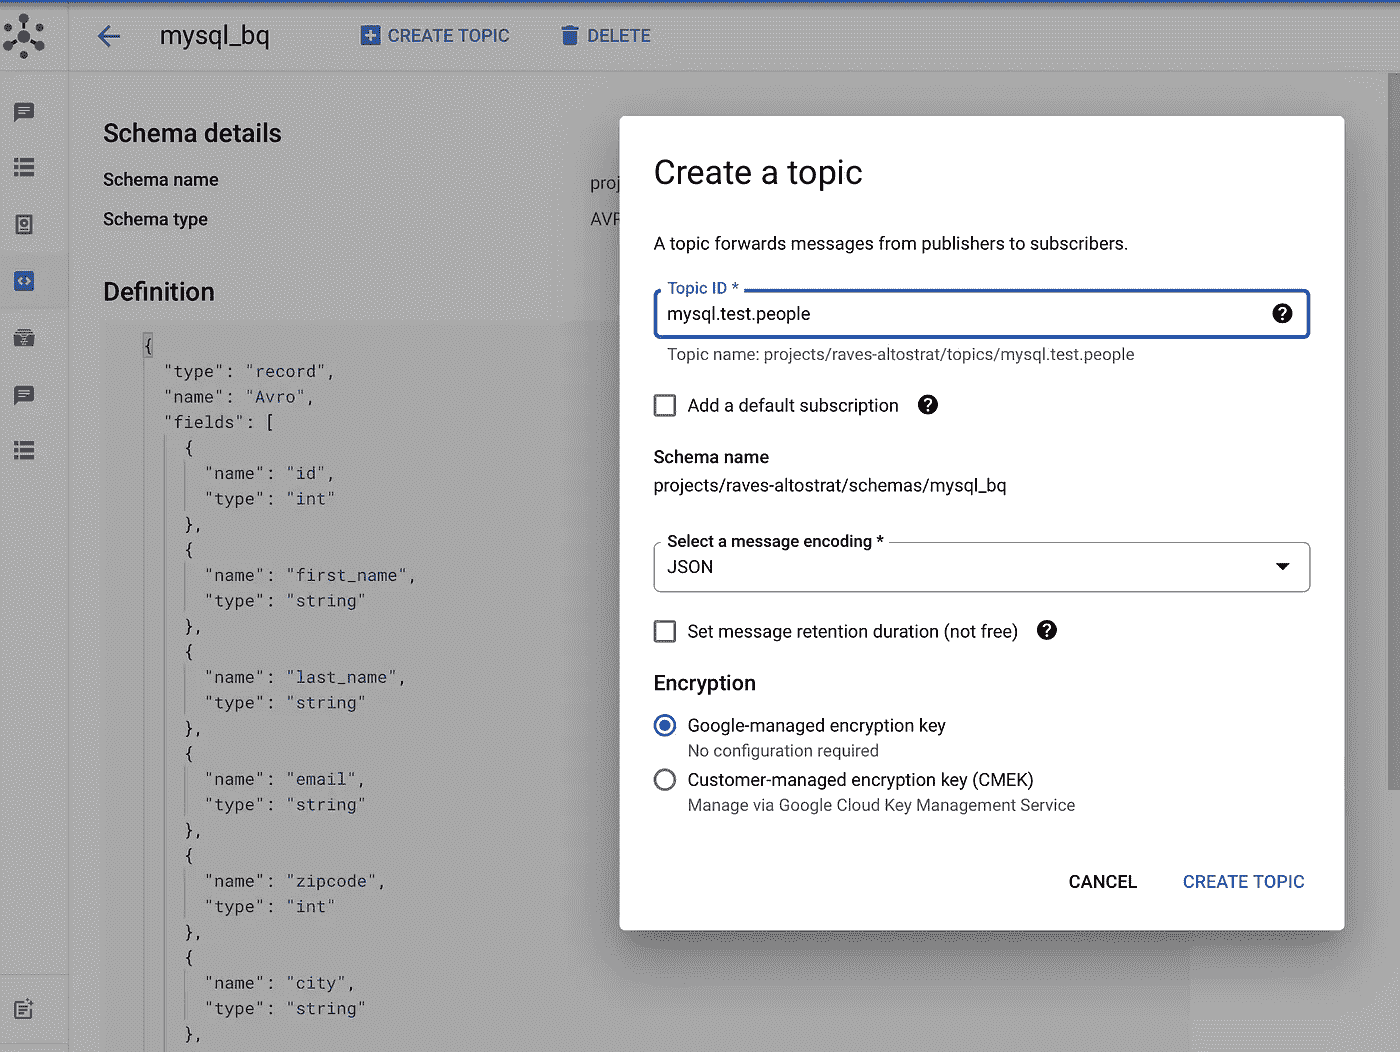 mysql_bq
CREATE TOPIC
DELETE
Schema details
Schema name
proj
Schema type
AVR
Definition
{
"type": "record",
"name": "Avro",
"fields": [
{
"name": "id",
"type": "int"
},
{
"name": "first_name",
"type": "string"
},
{
"name": "last_name",
"type": "string"
},
{
"name": "email",
"type": "string"
},
{
"name": "zipcode",
"type": "int"
},
{
"name": "city",
"type": "string"
},
Create a topic
A topic forwards messages from publishers to subscribers.
Topic ID *
mysql.test.people
Topic name: projects/raves-altostrat/topics/mysql.test.people
Add a default subscription
Schema name
projects/raves-altostrat/schemas/mysql_bq
Select a message encoding *
JSON
Set message retention duration (not free)
Encryption
Google-managed encryption key
No configuration required
Customer-managed encryption key (CMEK)
Manage via Google Cloud Key Management Service
CANCEL
CREATE TOPIC